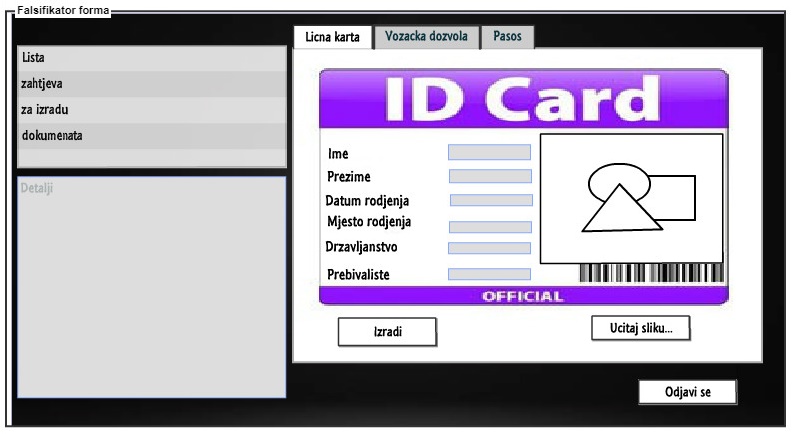 Falsifikator forma
Licna karta
Vozacka dozvola
Pasos
Lista
zahtjeva
za izradu
dokumenata
Detalji
ID Card
Ime
Prezime
Datum rodjenja
Mjesto rodjenja
Drzavljanstvo
Prebivaliste
OFFICIAL
Izradi
Ucitaj sliku...
Odjavi se